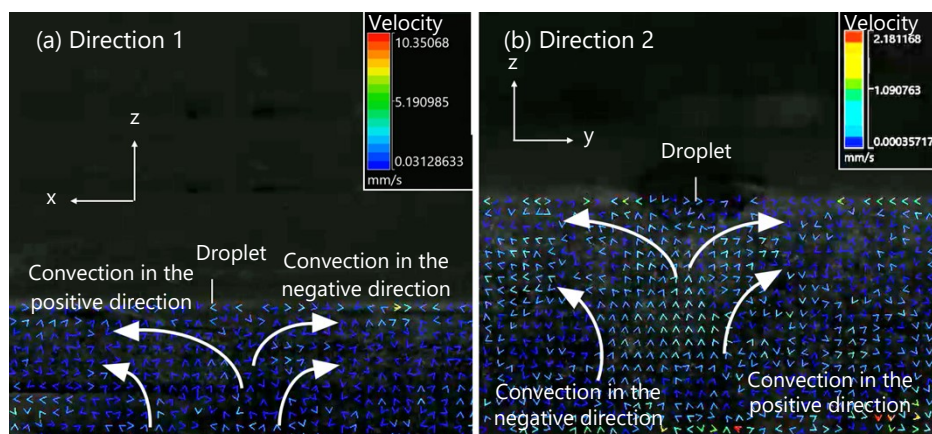 (a) Direction 1
Velocity
10.35068
5.190985
0.03128633
mm/s
z
x
Droplet
Convection in the
positive direction
Convection in the
negative direction
(b) Direction 2
Velocity
2.181168
1.090763
0.00035717
mm/s
z
y
Droplet
Convection in the
negative direction
Convection in the
positive direction